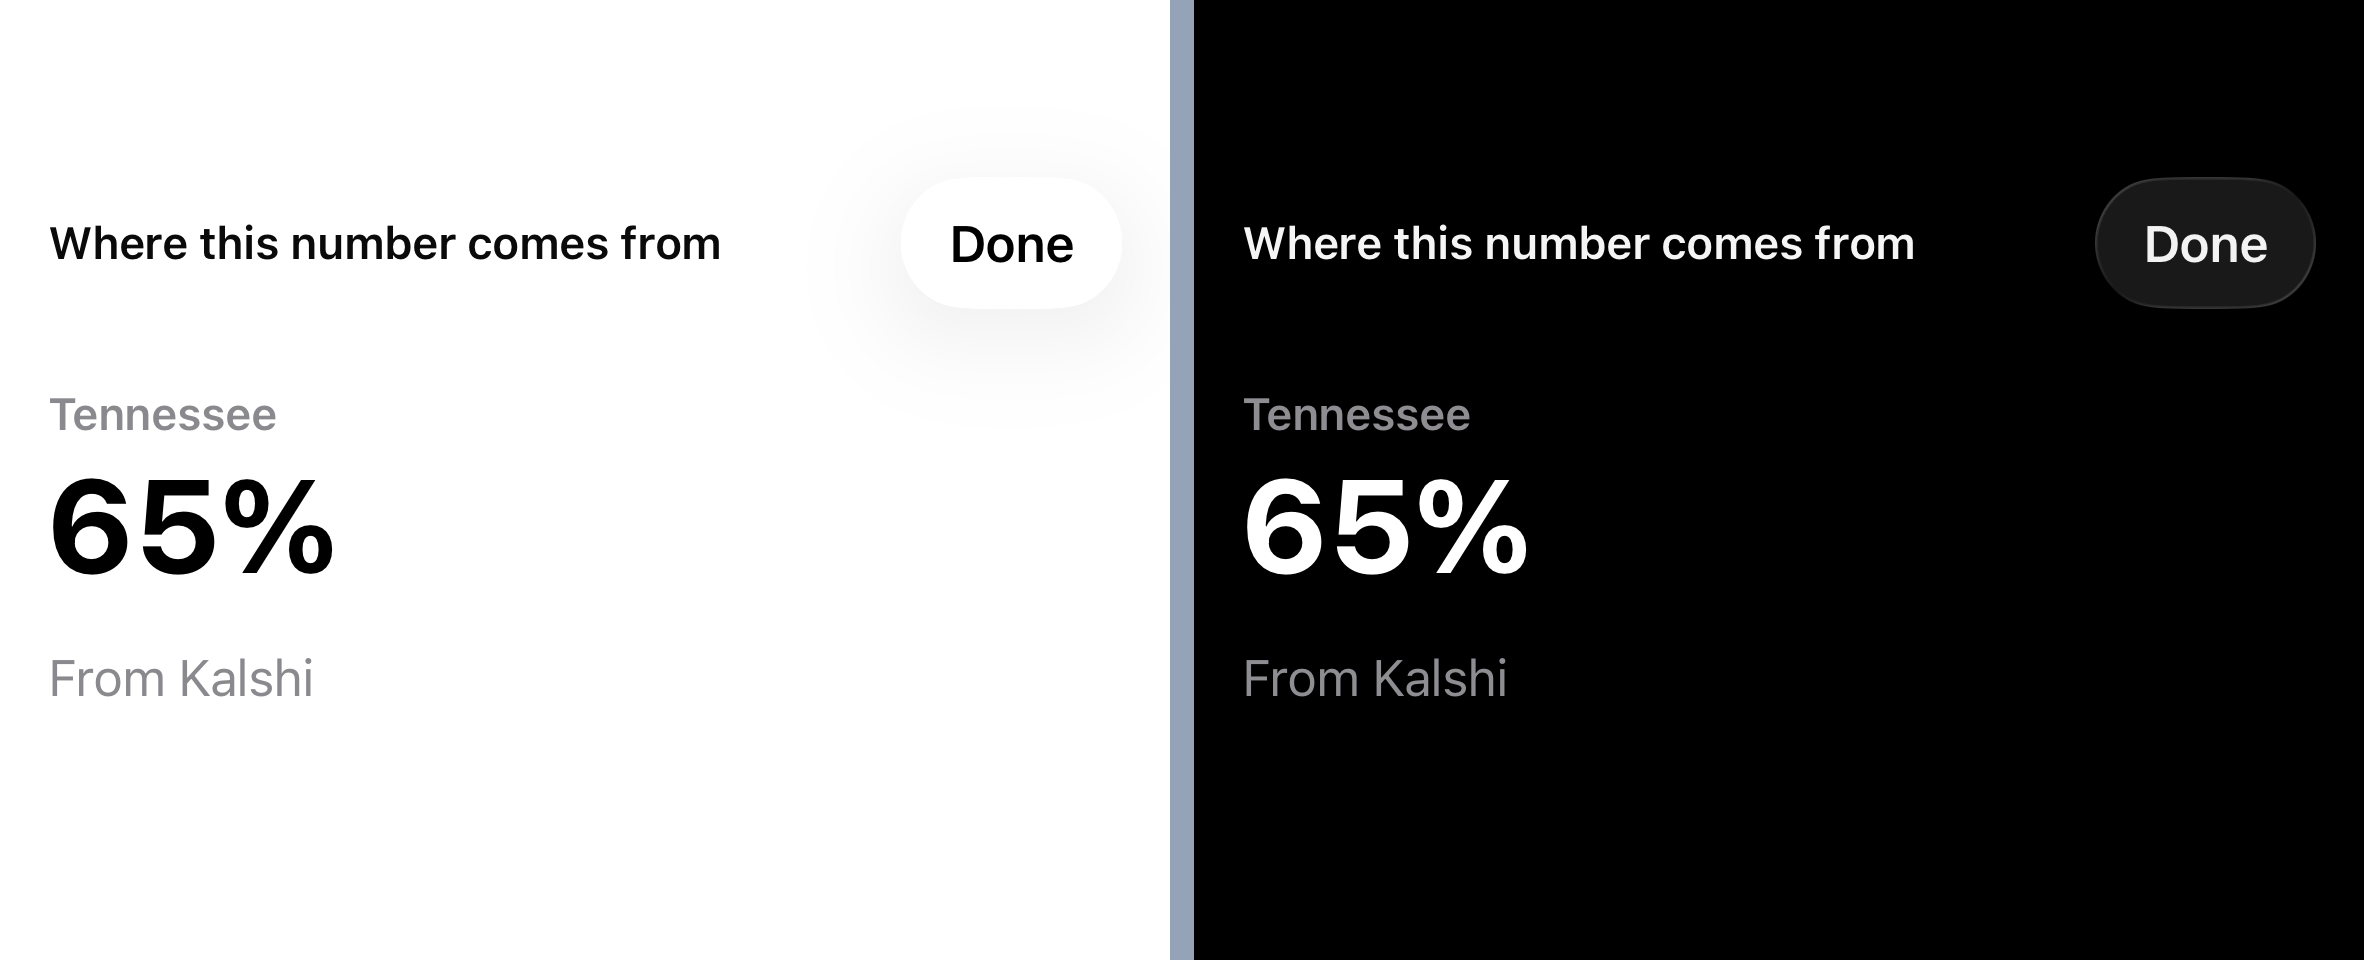 Where this number comes from
Done
Tennessee
65%
From Kalshi
Where this number comes from
Done
Tennessee
65%
From Kalshi